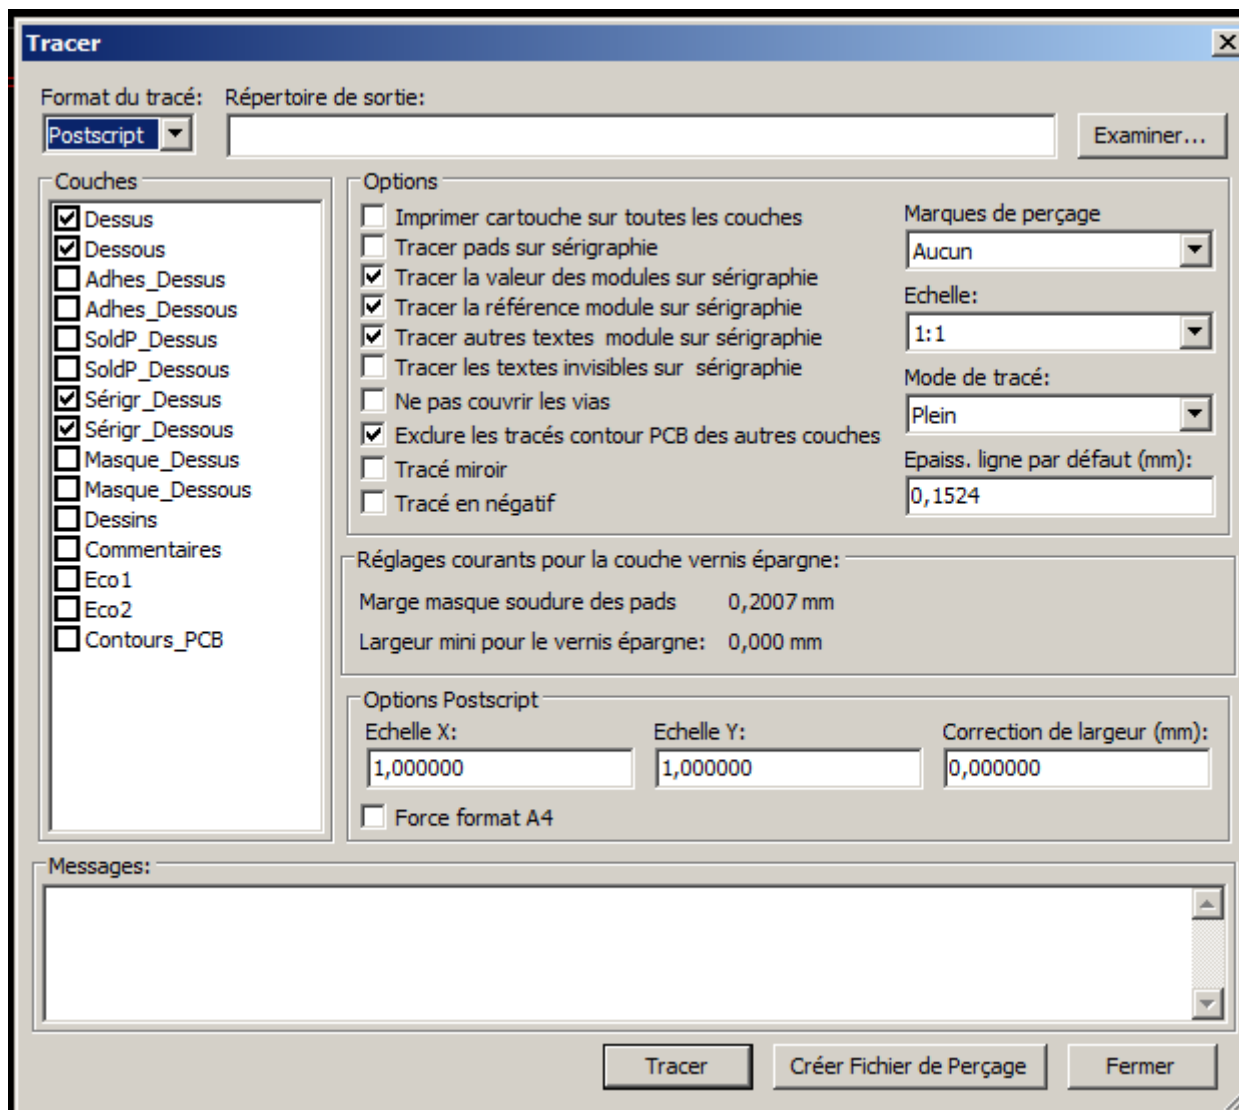 Tracer
Format du tracé: Répertoire de sortie:
Postscript Examiner...
Couches
Dessus
Dessous
Adhes_Dessus
Adhes_Dessous
SoldP_Dessus
SoldP_Dessous
Sérigr_Dessus
Sérigr_Dessous
Masque_Dessus
Masque_Dessous
Dessins
Commentaires
Eco1
Eco2
Contours_PCB
Options
Imprimer cartouche sur toutes les couches
Tracer pads sur sérigraphie
Tracer la valeur des modules sur sérigraphie
Tracer la référence module sur sérigraphie
Tracer autres textes module sur sérigraphie
Tracer les textes invisibles sur sérigraphie
Ne pas couvrir les vias
Exclure les tracés contour PCB des autres couches
Tracé miroir
Tracé en négatif
Marques de perçage
Aucun
Echelle:
1:1
Mode de tracé:
Plein
Epaiss. ligne par défaut (mm):
0,1524
Réglages courants pour la couche vernis épargne:
Marge masque soudure des pads 0,2007 mm
Largeur mini pour le vernis épargne: 0,000 mm
Options Postscript
Echelle X: Echelle Y: Correction de largeur (mm):
1,000000 1,000000 0,000000
Force format A4
Messages:
Tracer Créer Fichier de Perçage Fermer